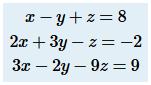 x − y + z = 8
2x + 3y − z = −2
3x − 2y − 9z = 9